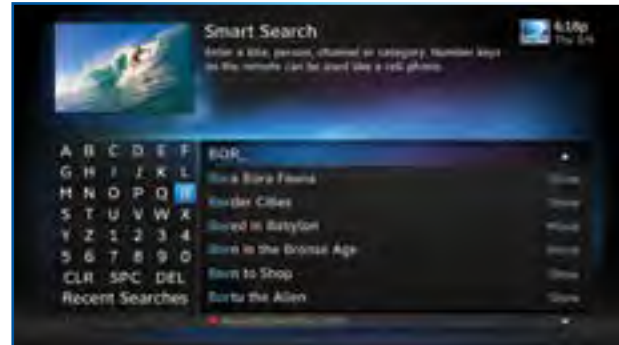 Smart Search
Enter a title, person, channel or category. Number keys
on the remote can be used like a cell phone.
6:18p
Thu
A B C D E F
G H I J K L
M N O P Q R
S T U V W X
Y Z 1 2 3 4
5 6 7 8 9 0
CLR SPC DEL
Recent Searches
BOR_
Bora Bora Fauna Show
Border Cities Show
Bored in Babylon Movie
Born in the Bronze Age Movie
Born to Shop Show
Bortu the Alien Show